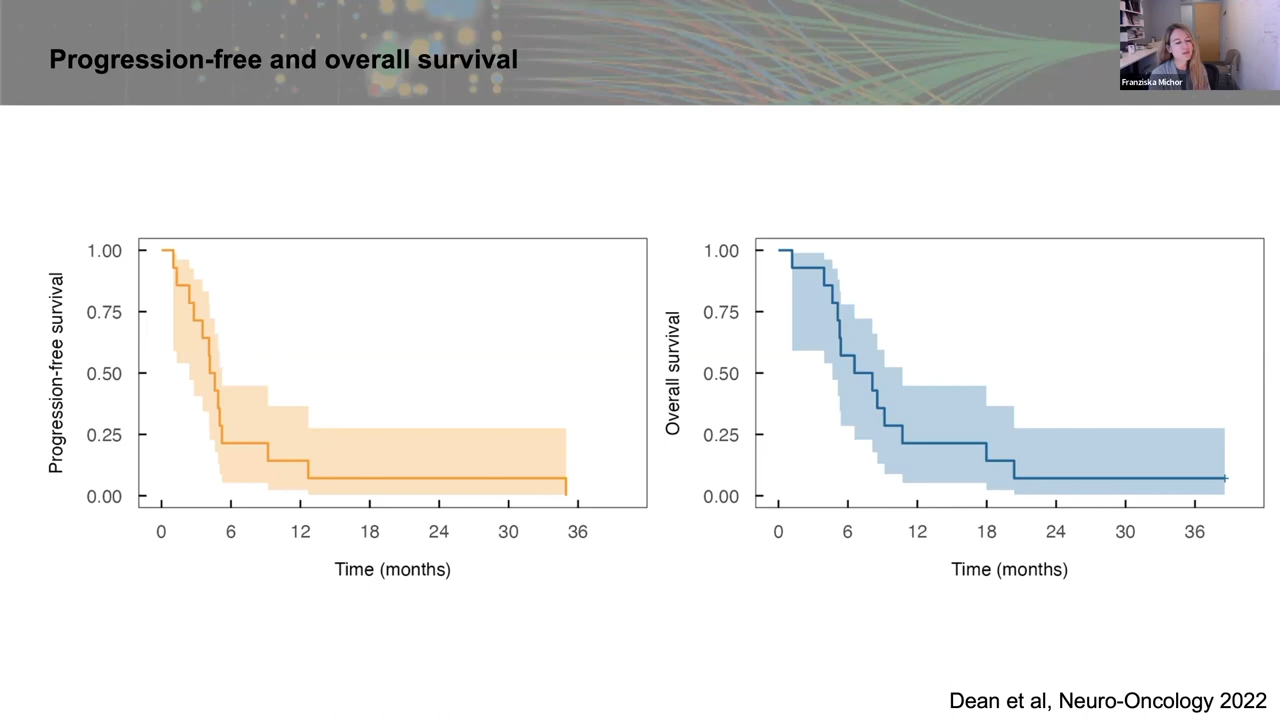 Progression-free and overall survival
Franziska Michor
Progression-free survival
1.00
0.75
0.50
0.25
0.00
0 6 12 18 24 30 36
Time (months)
Overall survival
1.00
0.75
0.50
0.25
0.00
0 6 12 18 24 30 36
Time (months)
Dean et al, Neuro-Oncology 2022